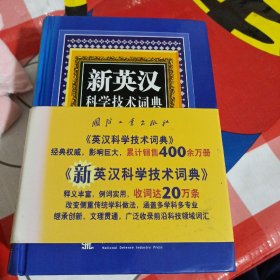 新英汉
科学技术词典
国防工业出版社
《英汉科学技术词典》
经典权威，影响巨大，累计销售400余万册
《新英汉科学技术词典》
释义丰富，例词实用，收词达20万条
改变侧重传统学科做法，涵盖多学科多专业
继承创新，文理贯通，广泛收录前沿科技领域词汇
National Defense Industry Press